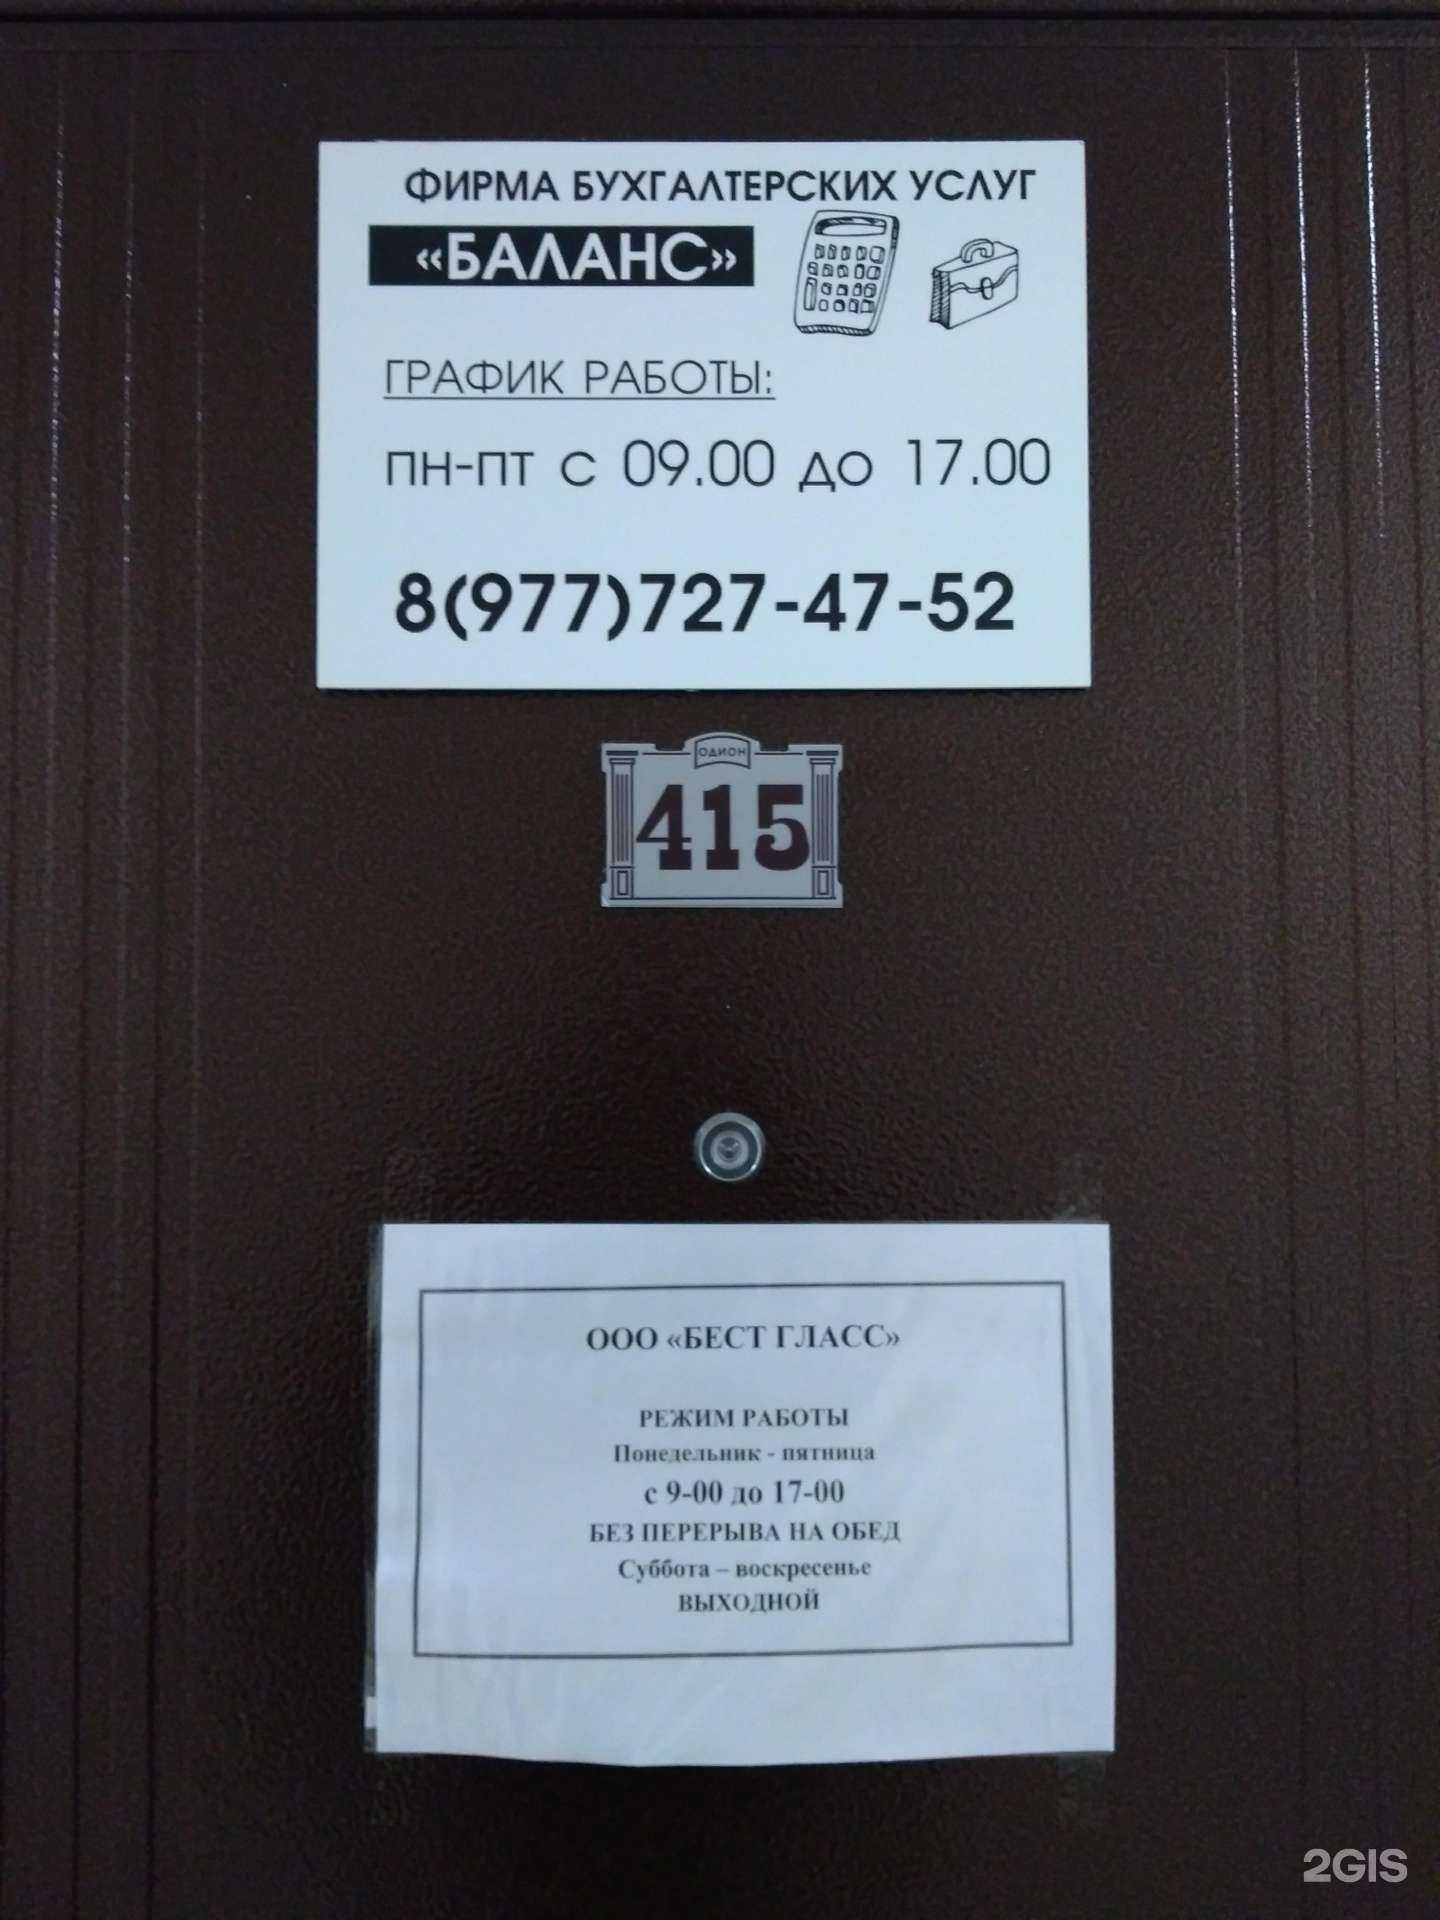 ФИРМА БУХГАЛТЕРСКИХ УСЛУГ
«БАЛАНС»
ГРАФИК РАБОТЫ:
ПН-ПТ С 09.00 ДО 17.00
8(977)727-47-52
ОДИОН
415
ООО «БЕСТ ГЛАСС»
РЕЖИМ РАБОТЫ
Понедельник - пятница
с 9-00 до 17-00
БЕЗ ПЕРЕРЫВА НА ОБЕД
Суббота – воскресенье
ВЫХОДНОЙ
2GIS